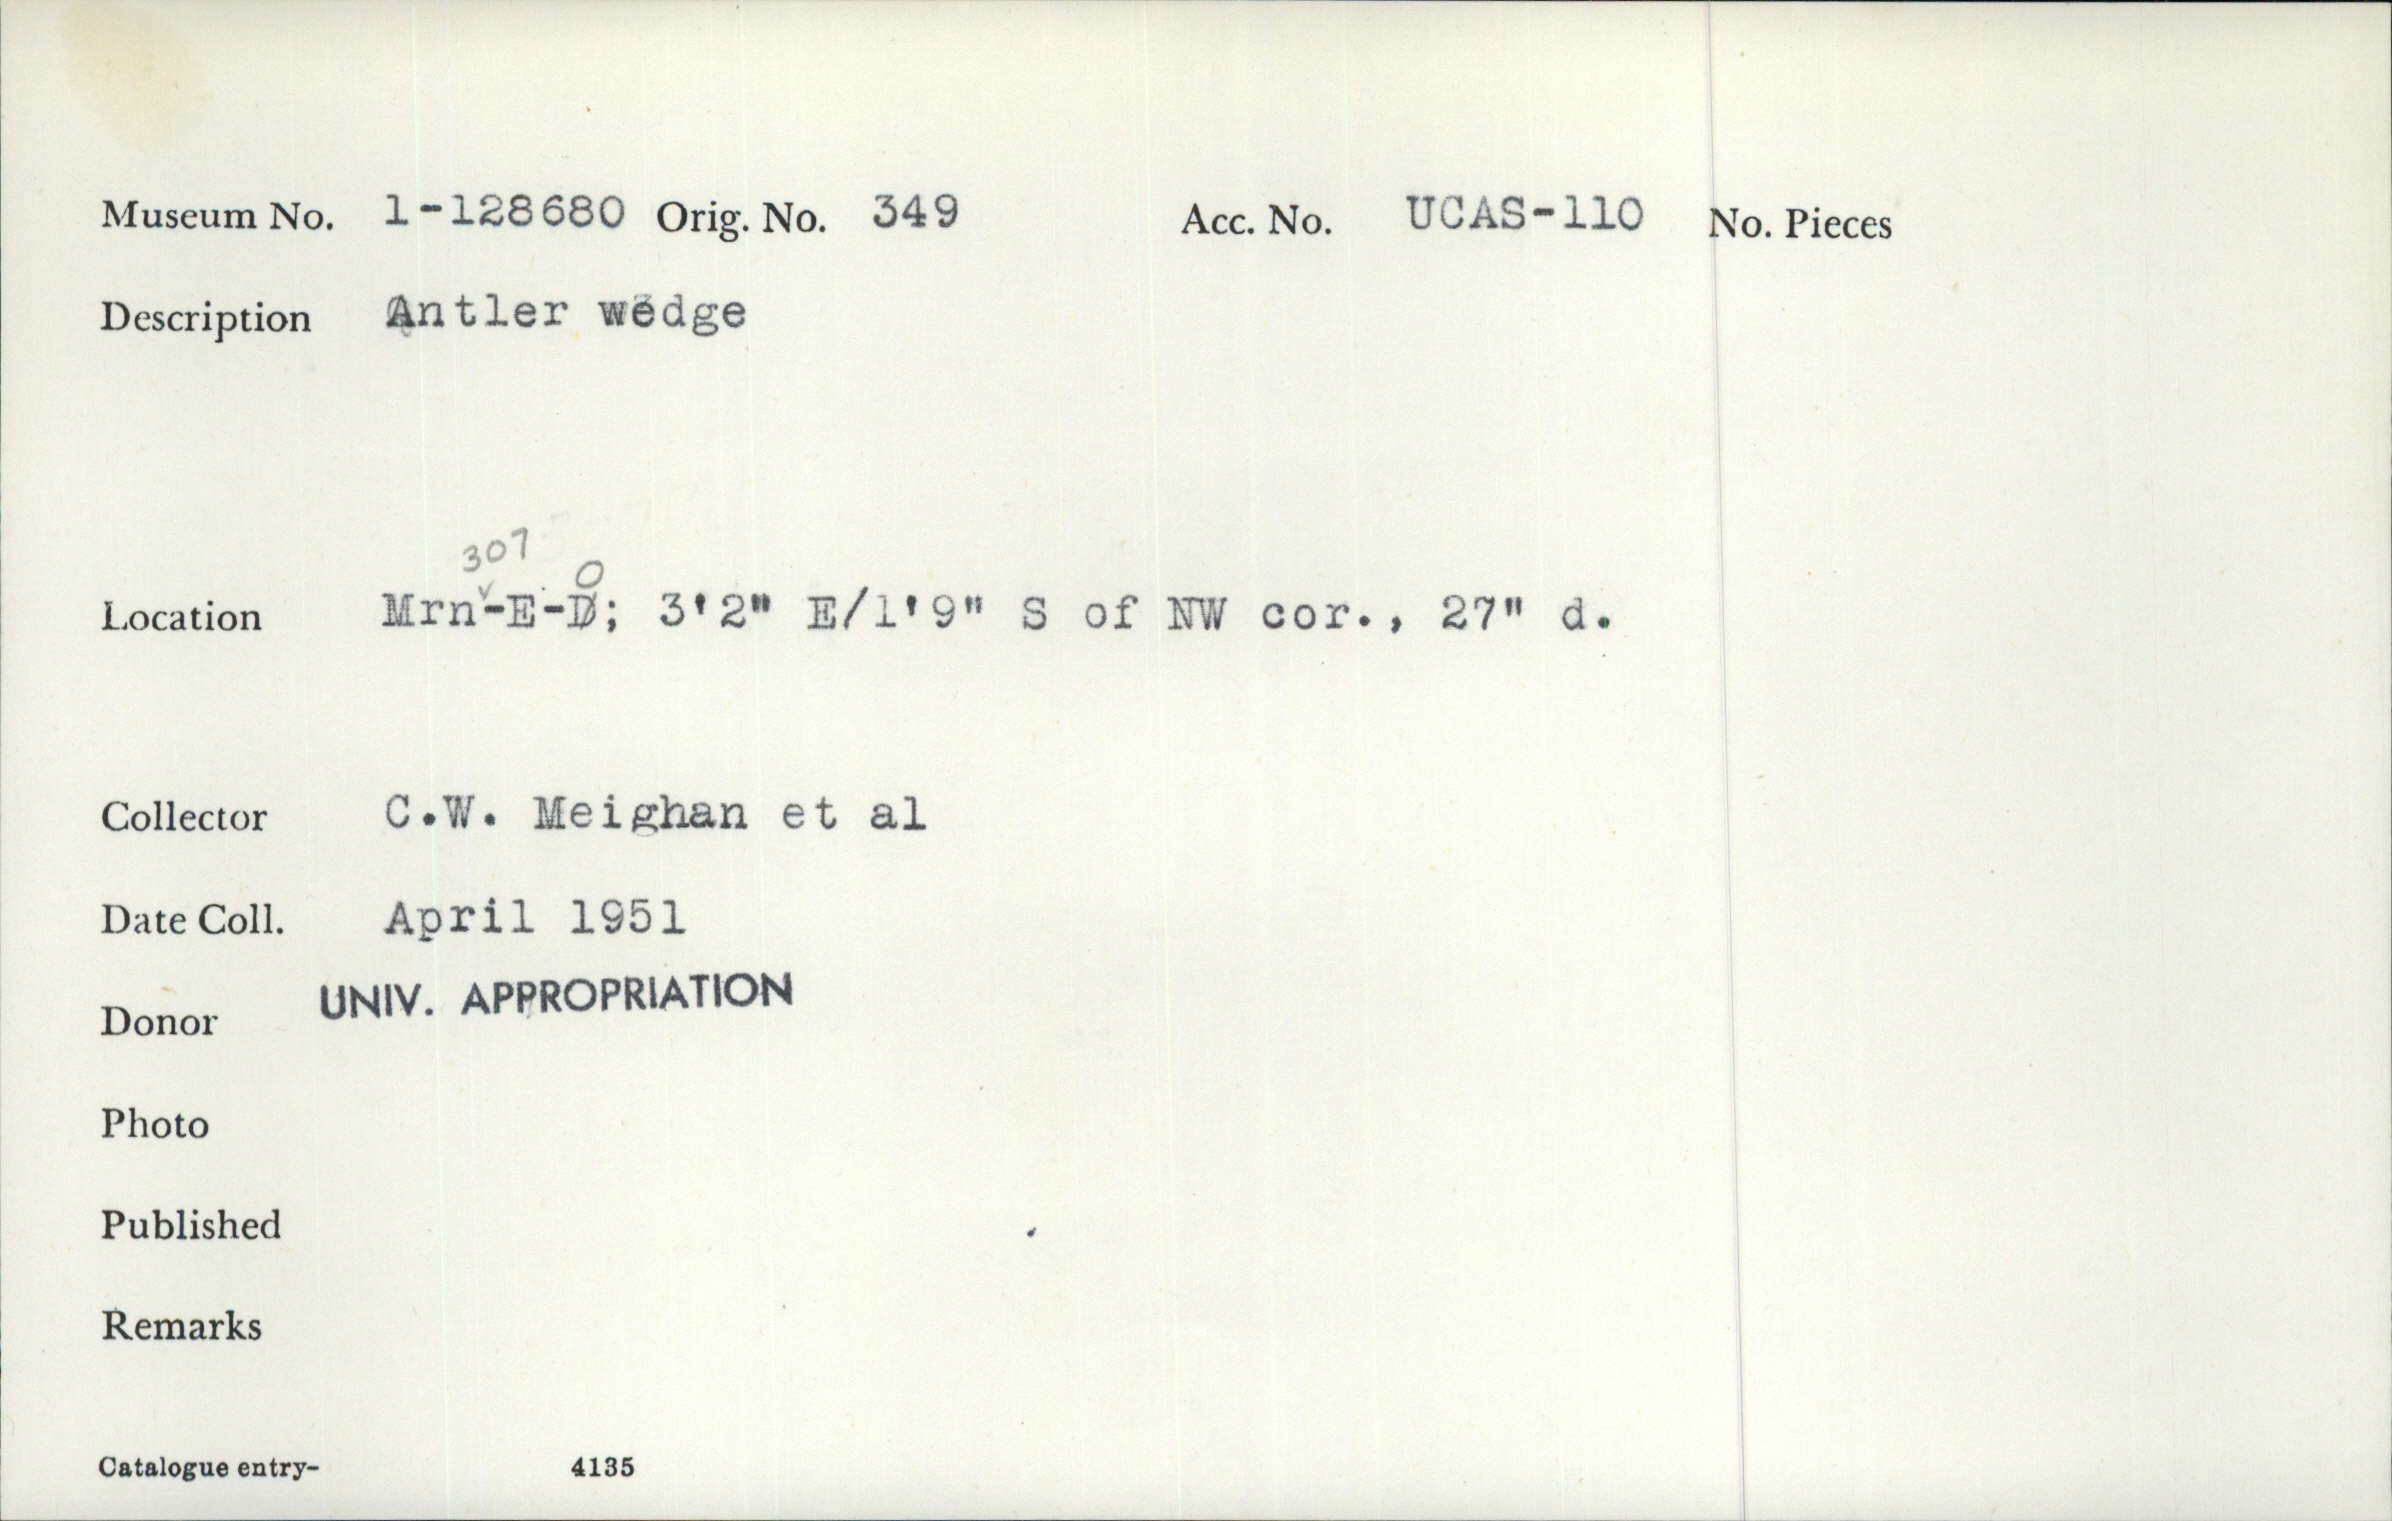 Museum No. 1-128680 Orig. No. 349 Acc. No. UCAS-110 No. Pieces
Description Antler wedge
307
O
Location Mrn-E-D; 3'2" E/1'9" S of NW cor., 27" d.
Collector C.W. Meighan et al
Date Coll. April 1951
Donor UNIV. APPROPRIATION
Photo
Published
Remarks
Catalogue entry- 4135